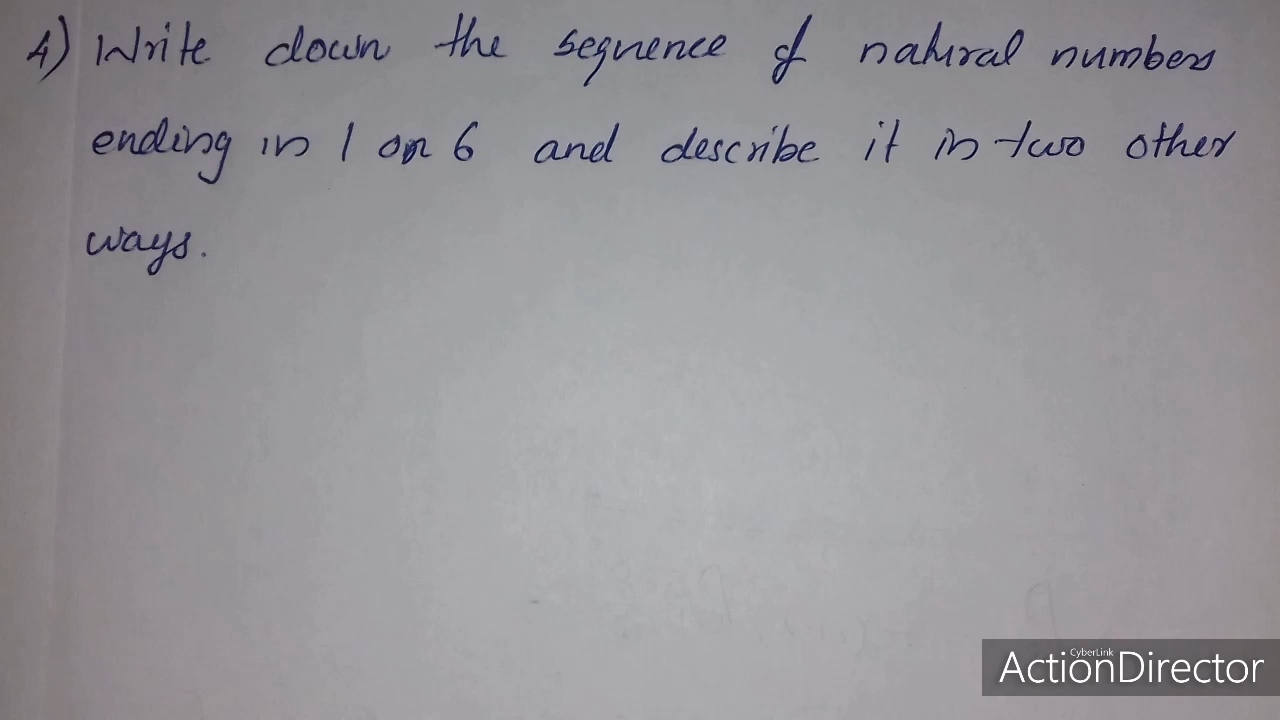 4) Write down the sequence of natural numbers
ending in 1 or 6 and describe it in two other
ways.
CyberLink
ActionDirector